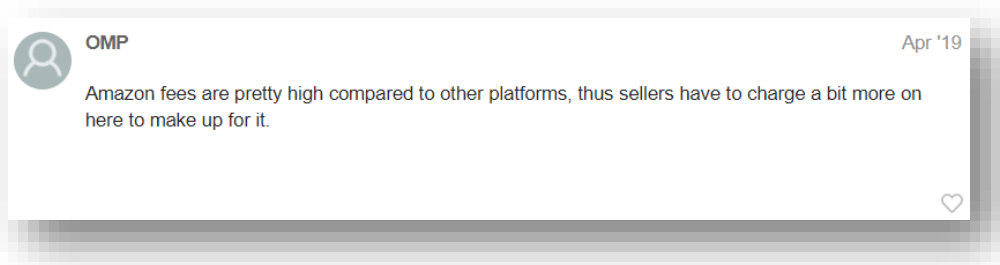 OMP
Apr '19
Amazon fees are pretty high compared to other platforms, thus sellers have to charge a bit more on
here to make up for it.